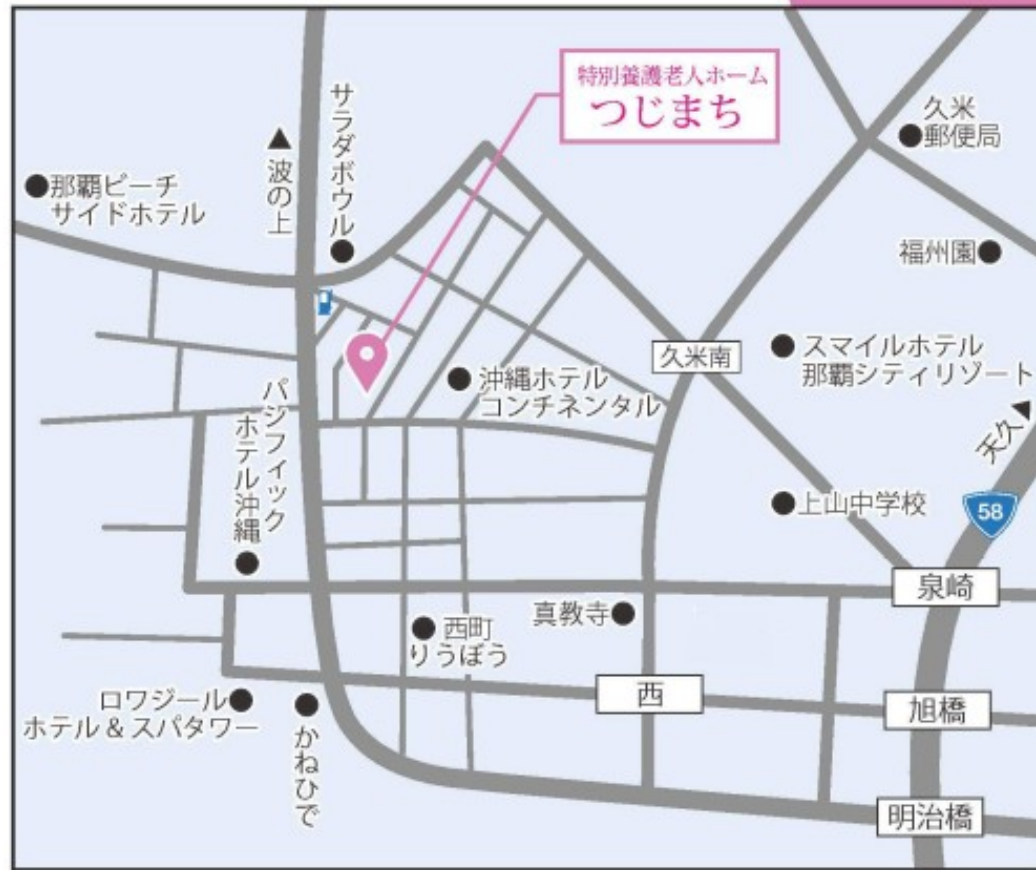 特別養護老人ホーム
つじまち
サラダボウル
▲波の上
那覇ビーチ
サイドホテル
久米
郵便局
福州園
久米南
スマイルホテル
那覇シティリゾート
沖縄ホテル
コンチネンタル
天久▲
58
パシフィック
ホテル沖縄
上山中学校
泉崎
真教寺
西町
りうぼう
西
旭橋
ロワジール
ホテル & スパタワー
かねひで
明治橋